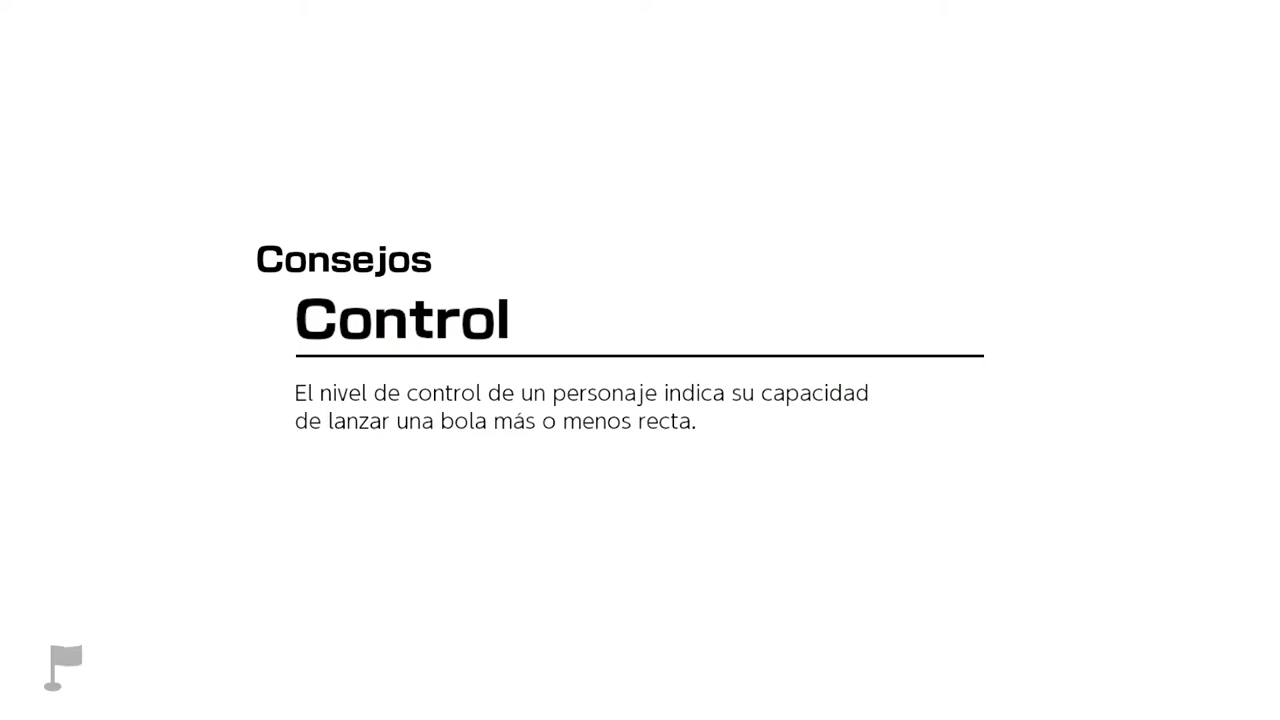 Consejos
Control
El nivel de control de un personaje indica su capacidad
de lanzar una bola más o menos recta.